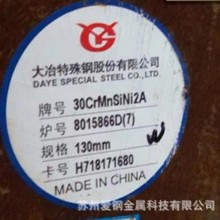 大冶特殊钢股份有限公司
DAYE SPECIAL STEEL CO., LTD.
牌号 30CrMnSiNi2A
炉号 8015866D(7)
规格 130mm
W
卡号 H718171680
MADE IN CHINA
苏州爱钢金属科技有限公司